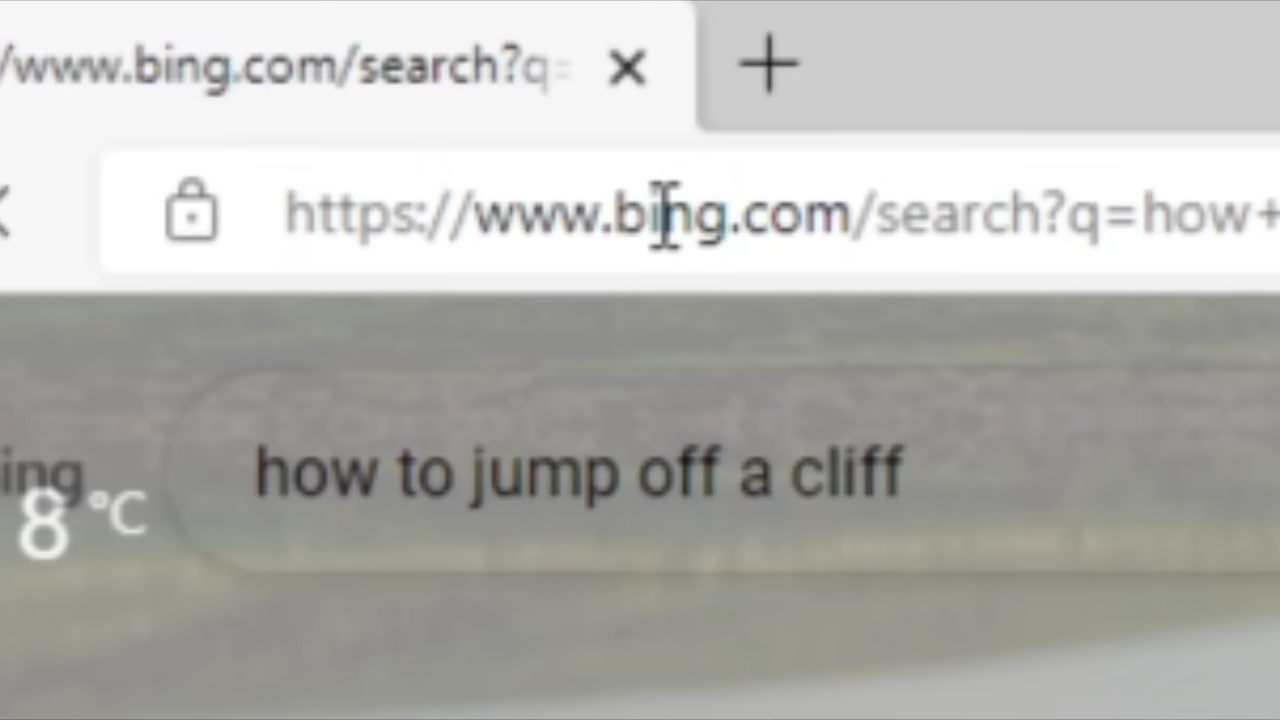 /www.bing.com/search?q=
https://www.bing.com/search?q=how+
how to jump off a cliff
ing
8 °C